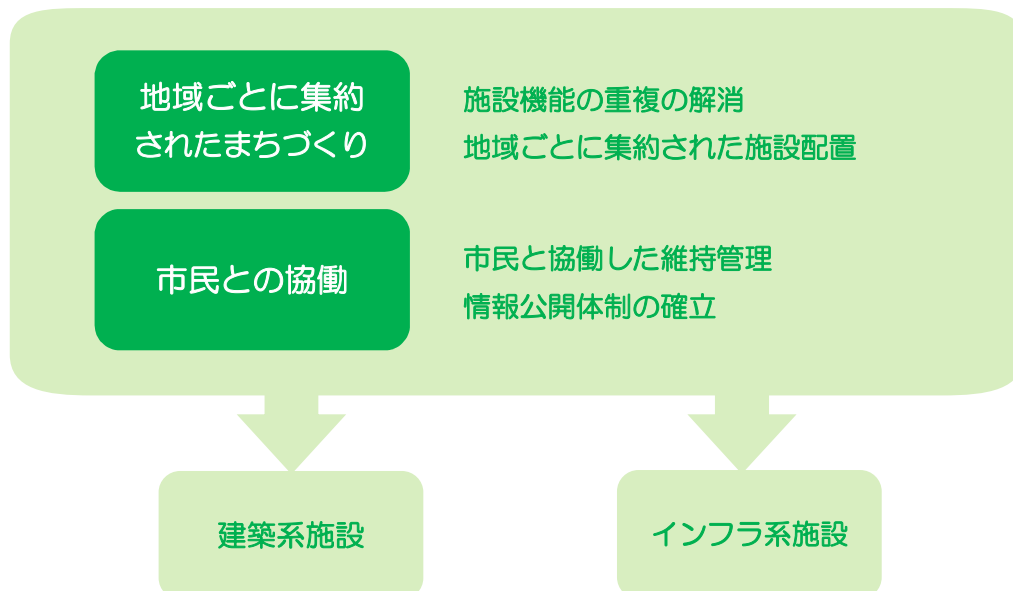 地域ごとに集約
されたまちづくり
施設機能の重複の解消
地域ごとに集約された施設配置
市民との協働
市民と協働した維持管理
情報公開体制の確立
建築系施設
インフラ系施設